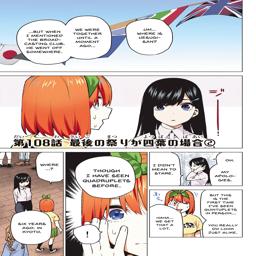 UM...
WHERE IS
UESUGI-
SAN?
WE WERE
TOGETHER
UNTIL A
MOMENT
AGO...
...BUT WHEN
I MENTIONED
THE BROAD-
CASTING CLUB,
HE WENT OFF
SOMEWHERE.
第108話 最後の祭りが四葉の場合②
OH,
MY
APOLO-
GIES.
I DIDN'T
MEAN TO
STARE.
THOUGH
I HAVE SEEN
QUADRUPLETS
BEFORE.
WHERE
...?
BUT THIS
IS THE
FIRST TIME
I'VE SEEN
QUINTUPLETS
IN PERSON...
YOU REALLY
DO LOOK
JUST ALIKE.
HAHA...
WE GET
THAT A
LOT.
!
SIX YEARS
AGO, IN
KYOTO.